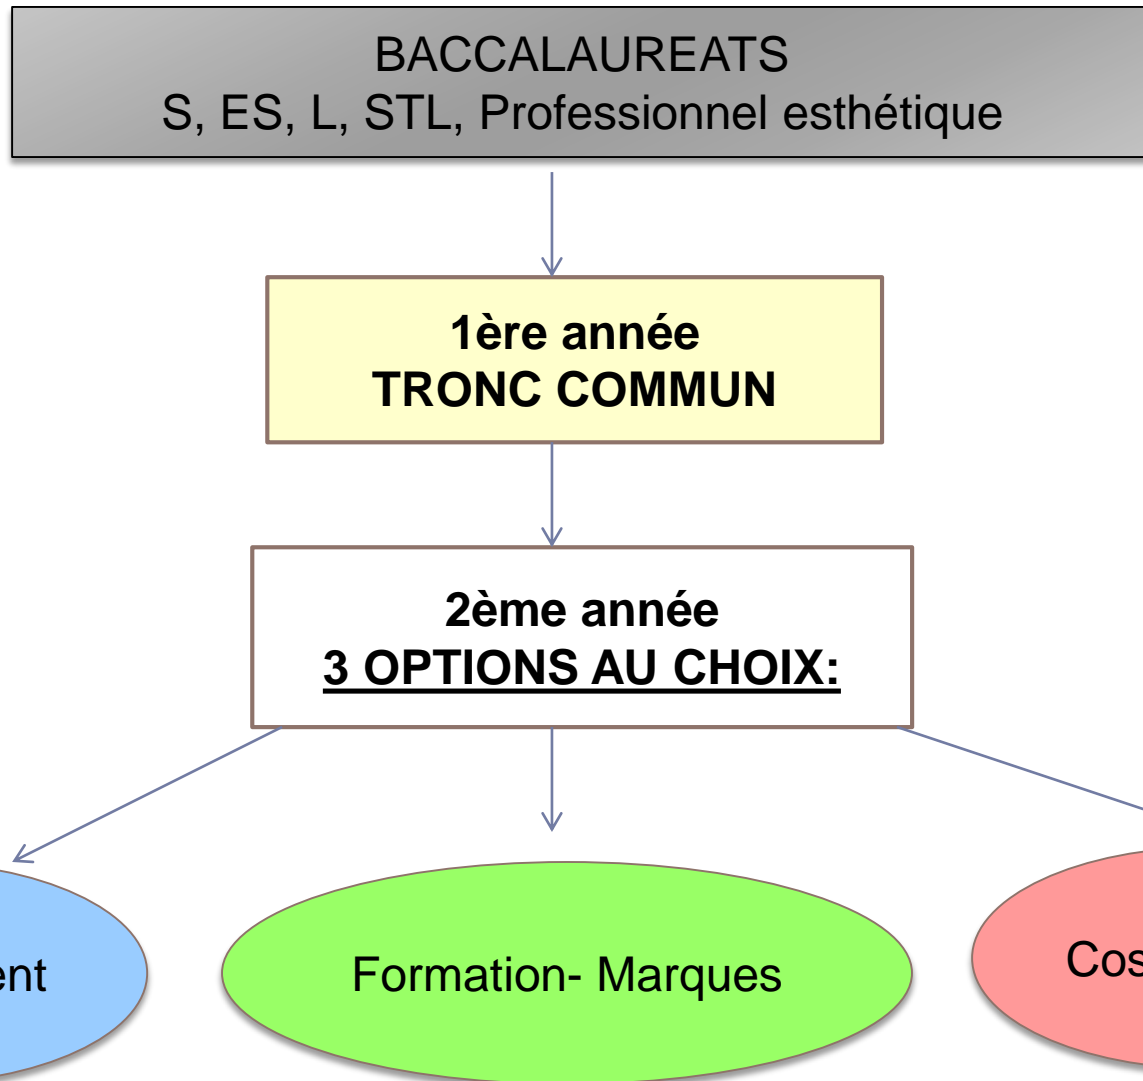 BACCALAUREATS
S, ES, L, STL, Professionnel esthétique
1ère année
TRONC COMMUN
2ème année
3 OPTIONS AU CHOIX:
Formation- Marques